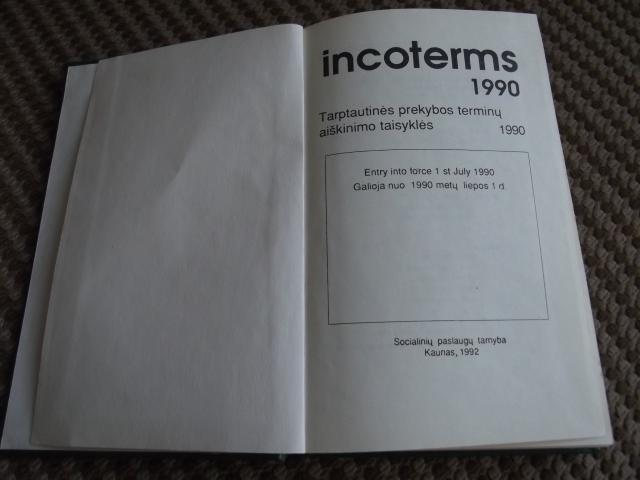 incoterms
1990
Tarptautinės prekybos terminų
aiškinimo taisyklės 1990
Entry into force 1 st July 1990
Galioja nuo 1990 metų liepos 1 d.
Socialinių paslaugų tarnyba
Kaunas, 1992